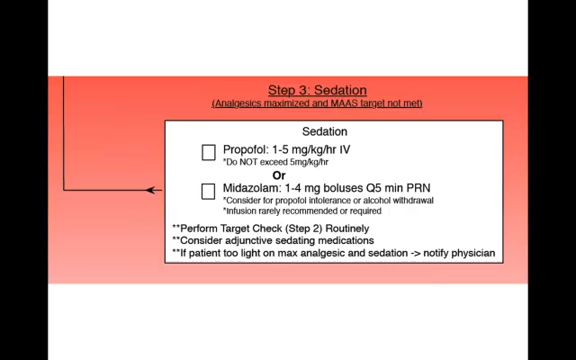 Step 3: Sedation
(Analgesics maximized and MAAS target not met)
Sedation
Propofol: 1-5 mg/kg/hr IV
*Do NOT exceed 5mg/kg/hr
Or
Midazolam: 1-4 mg boluses Q5 min PRN
*Consider for propofol intolerance or alcohol withdrawal
*Infusion rarely recommended or required
**Perform Target Check (Step 2) Routinely
**Consider adjunctive sedating medications
**If patient too light on max analgesic and sedation -> notify physician